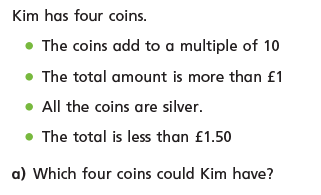 Kim has four coins.
● The coins add to a multiple of 10
● The total amount is more than £1
● All the coins are silver.
● The total is less than £1.50
a) Which four coins could Kim have?